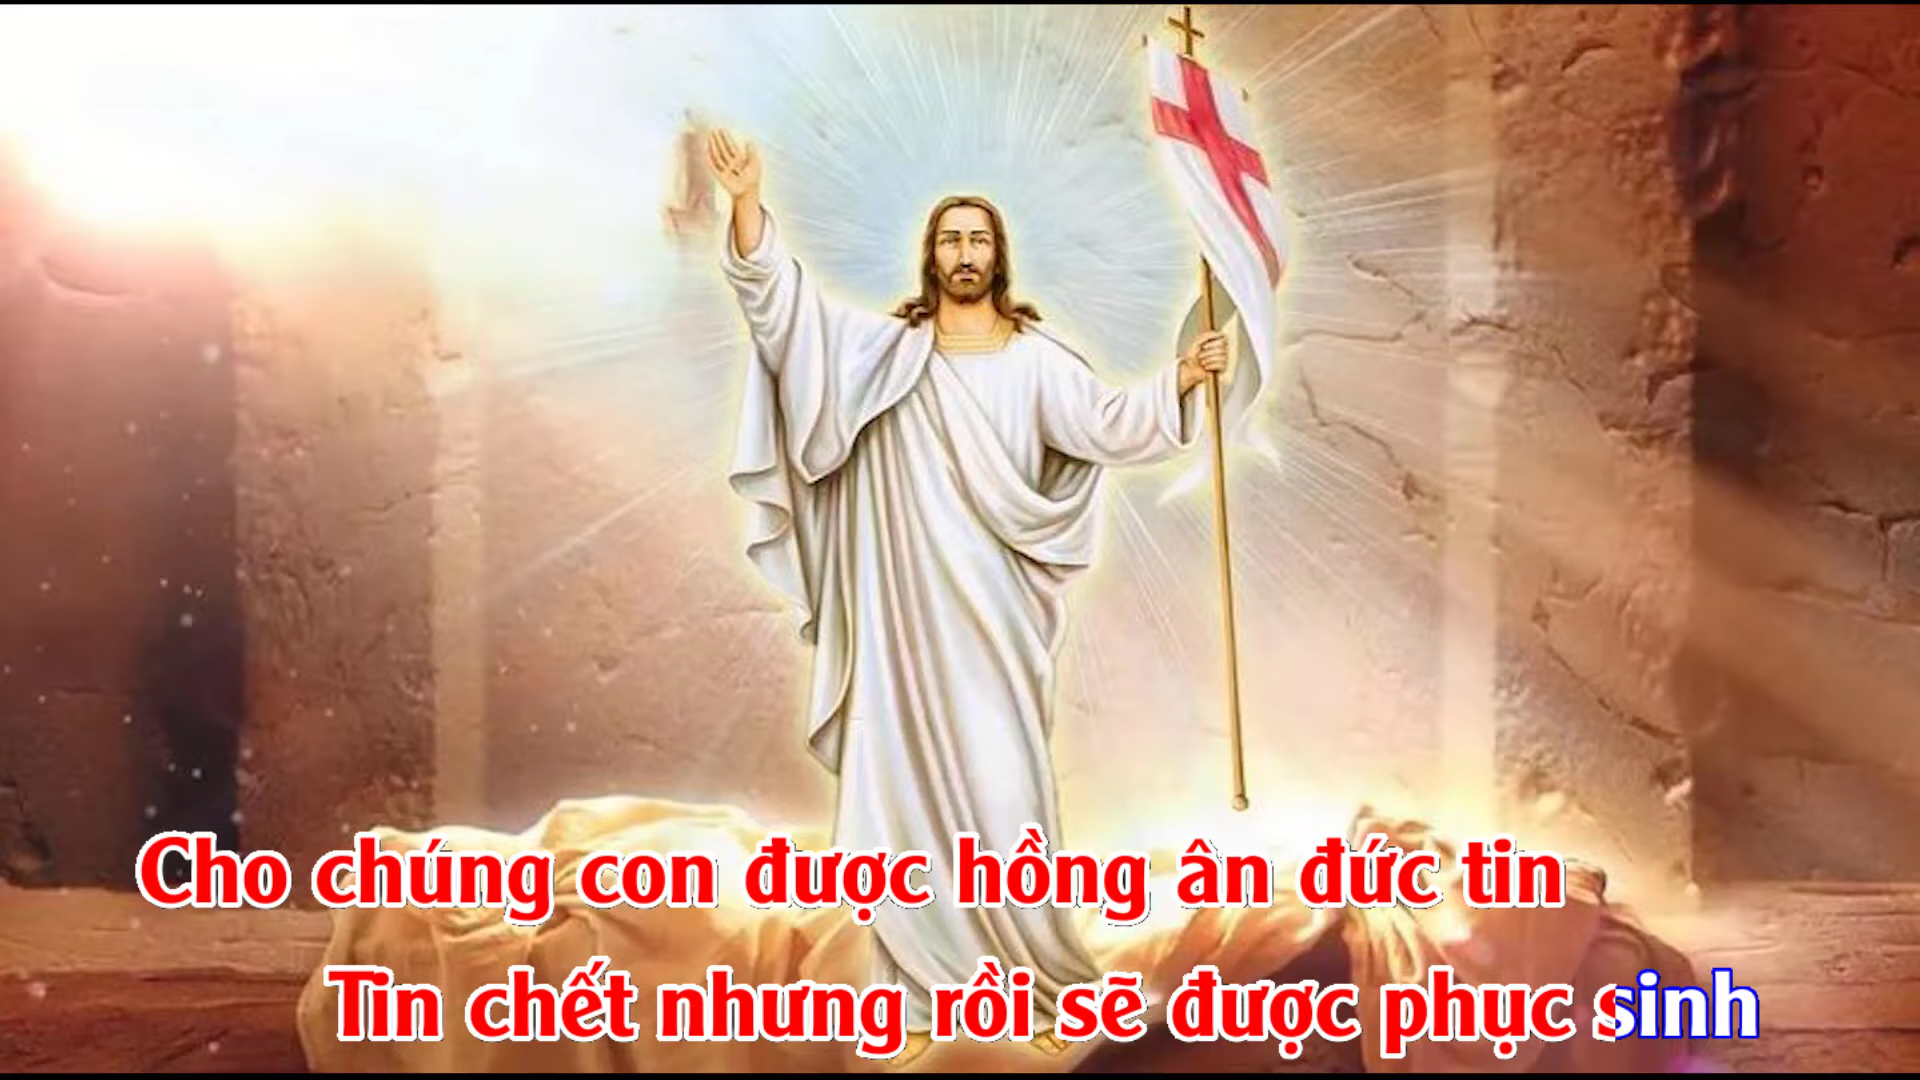 Cho chúng con được hồng ân đức tin
Tin chết nhưng rồi sẽ được phục sinh